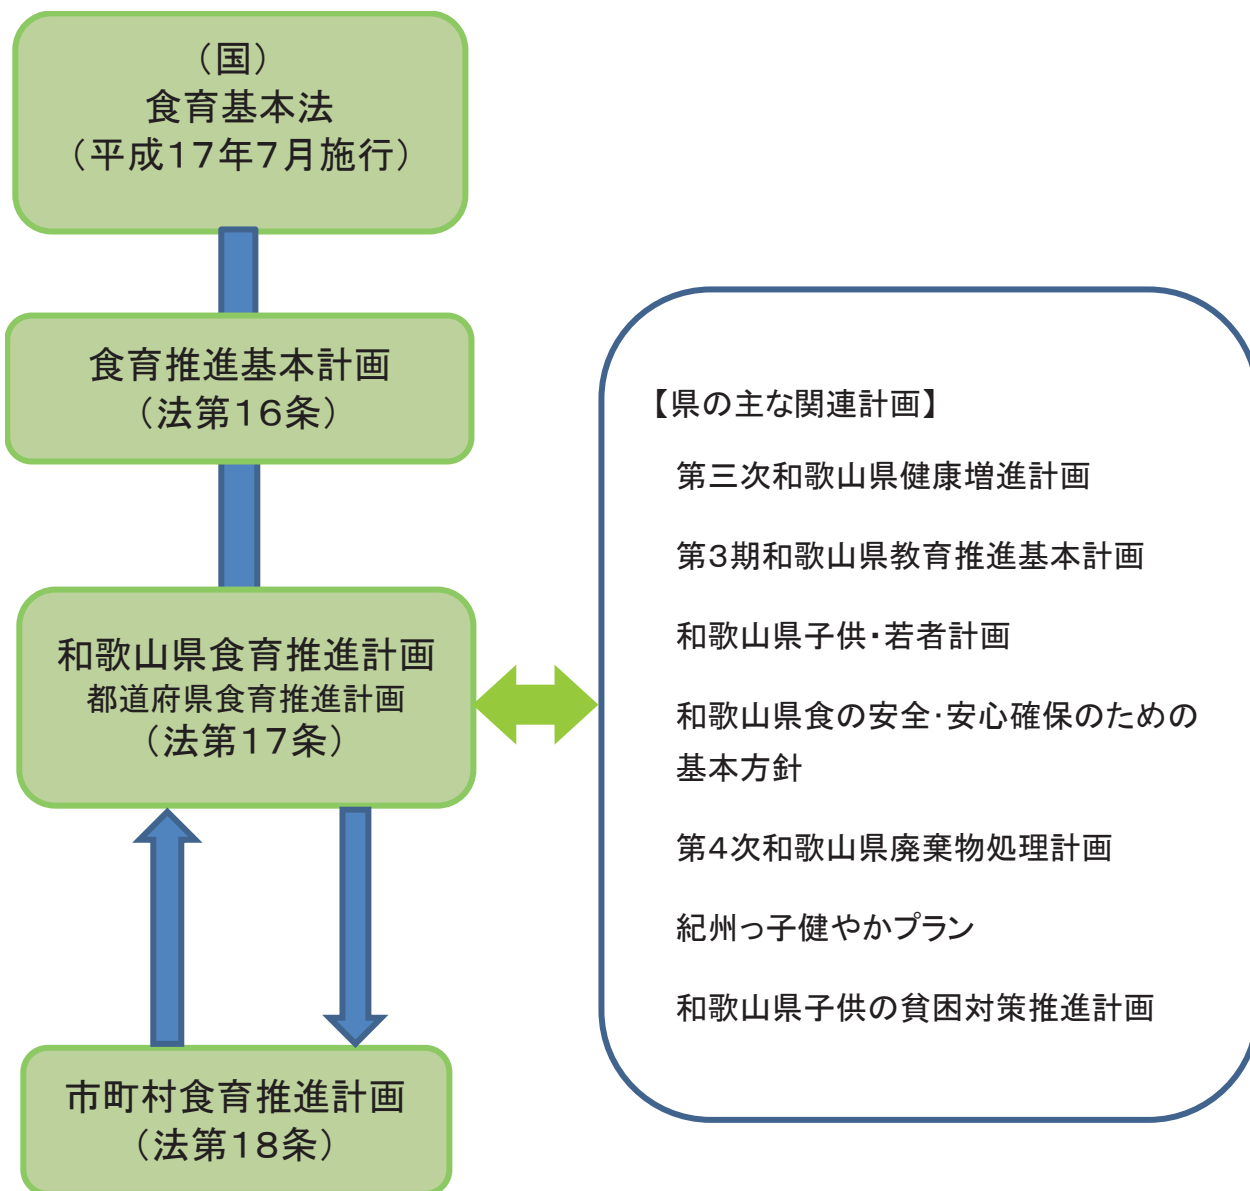 （国）
食育基本法
（平成１７年７月施行）
食育推進基本計画
（法第１６条）
和歌山県食育推進計画
都道府県食育推進計画
（法第１７条）
市町村食育推進計画
（法第１８条）
【県の主な関連計画】
第三次和歌山県健康増進計画
第３期和歌山県教育推進基本計画
和歌山県子供・若者計画
和歌山県食の安全・安心確保のための
基本方針
第４次和歌山県廃棄物処理計画
紀州っ子健やかプラン
和歌山県子供の貧困対策推進計画